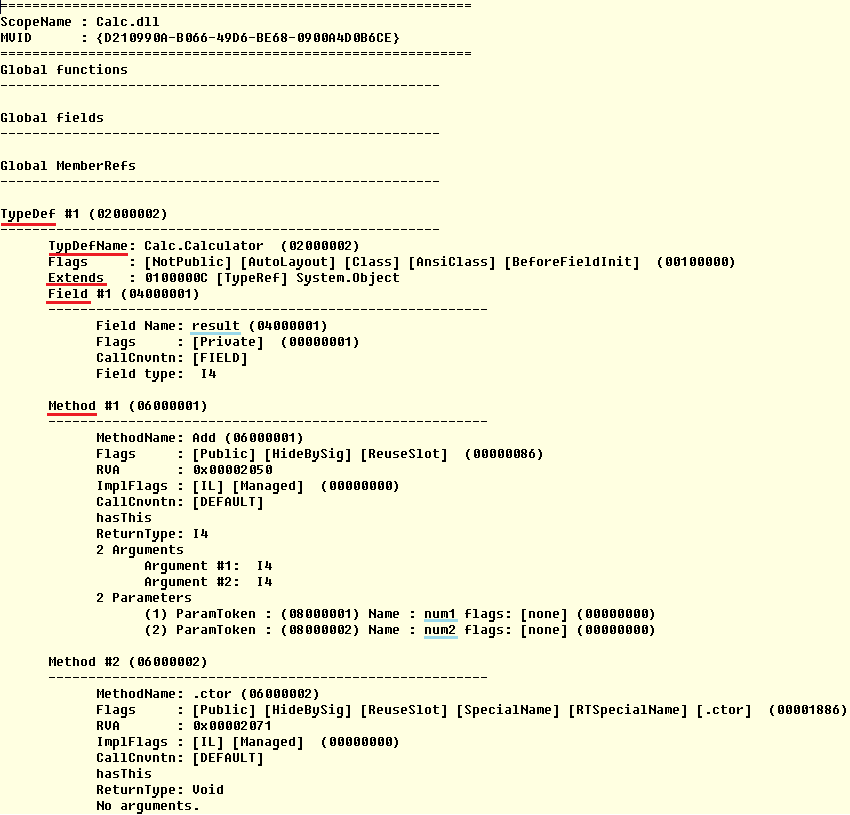 ===========================================================
ScopeName : Calc.dll
MVID      : {D210990A-B066-49D6-BE68-0900A4D0B6CE}
===========================================================
Global functions
-------------------------------------------------------
Global fields
-------------------------------------------------------
Global MemberRefs
-------------------------------------------------------
TypeDef #1 (02000002)
-------------------------------------------------------
TypDefName: Calc.Calculator  (02000002)
Flags     : [NotPublic] [AutoLayout] [Class] [AnsiClass] [BeforeFieldInit]  (00100000)
Extends   : 0100000C [TypeRef] System.Object
Field #1 (04000001)
-------------------------------------------------------
Field Name: result (04000001)
Flags     : [Private]  (00000001)
CallCnvntn: [FIELD]
Field type:  I4
Method #1 (06000001)
-------------------------------------------------------
MethodName: Add (06000001)
Flags     : [Public] [HideBySig] [ReuseSlot]  (00000086)
RVA       : 0x00002050
ImplFlags : [IL] [Managed]  (00000000)
CallCnvntn: [DEFAULT]
hasThis
ReturnType: I4
2 Arguments
Argument #1:  I4
Argument #2:  I4
2 Parameters
(1) ParamToken : (08000001) Name : num1 flags: [none] (00000000)
(2) ParamToken : (08000002) Name : num2 flags: [none] (00000000)
Method #2 (06000002)
-------------------------------------------------------
MethodName: .ctor (06000002)
Flags     : [Public] [HideBySig] [ReuseSlot] [SpecialName] [RTSpecialName] [.ctor]  (00001886)
RVA       : 0x00002071
ImplFlags : [IL] [Managed]  (00000000)
CallCnvntn: [DEFAULT]
hasThis
ReturnType: Void
No arguments.